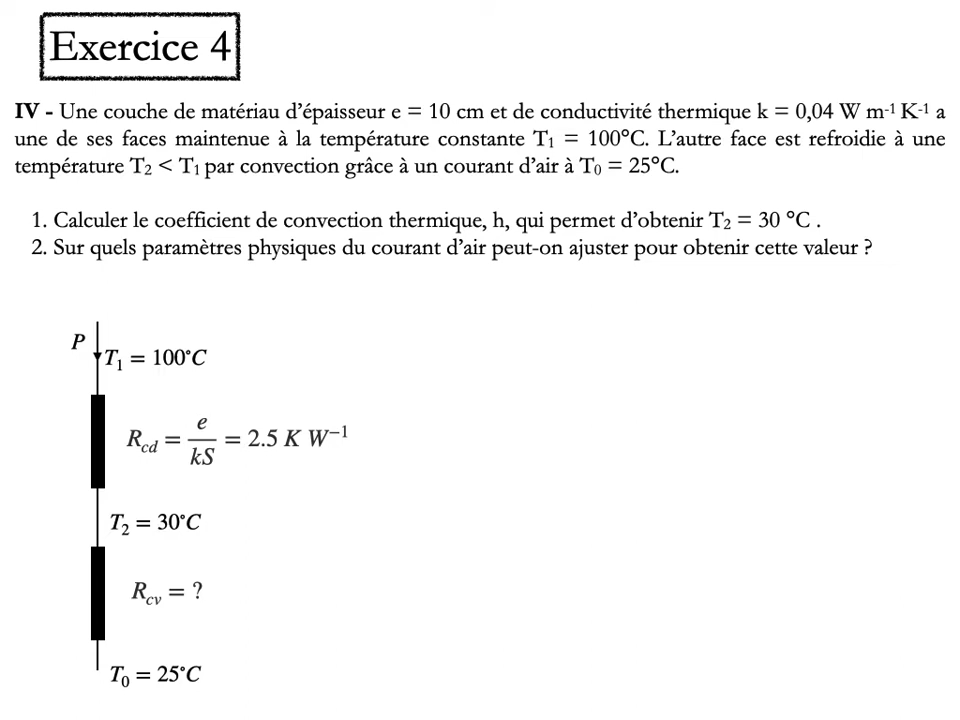 Exercice 4
IV - Une couche de matériau d'épaisseur e = 10 cm et de conductivité thermique k = 0,04 W m⁻¹ K⁻¹ a
une de ses faces maintenue à la température constante T₁ = 100°C. L'autre face est refroidie à une
température T₂ < T₁ par convection grâce à un courant d'air à T₀ = 25°C.
1. Calculer le coefficient de convection thermique, h, qui permet d'obtenir T₂ = 30 °C .
2. Sur quels paramètres physiques du courant d'air peut-on ajuster pour obtenir cette valeur ?
P
T₁ = 100°C
R_cd = e/kS = 2.5 K W⁻¹
T₂ = 30°C
R_cv = ?
T₀ = 25°C